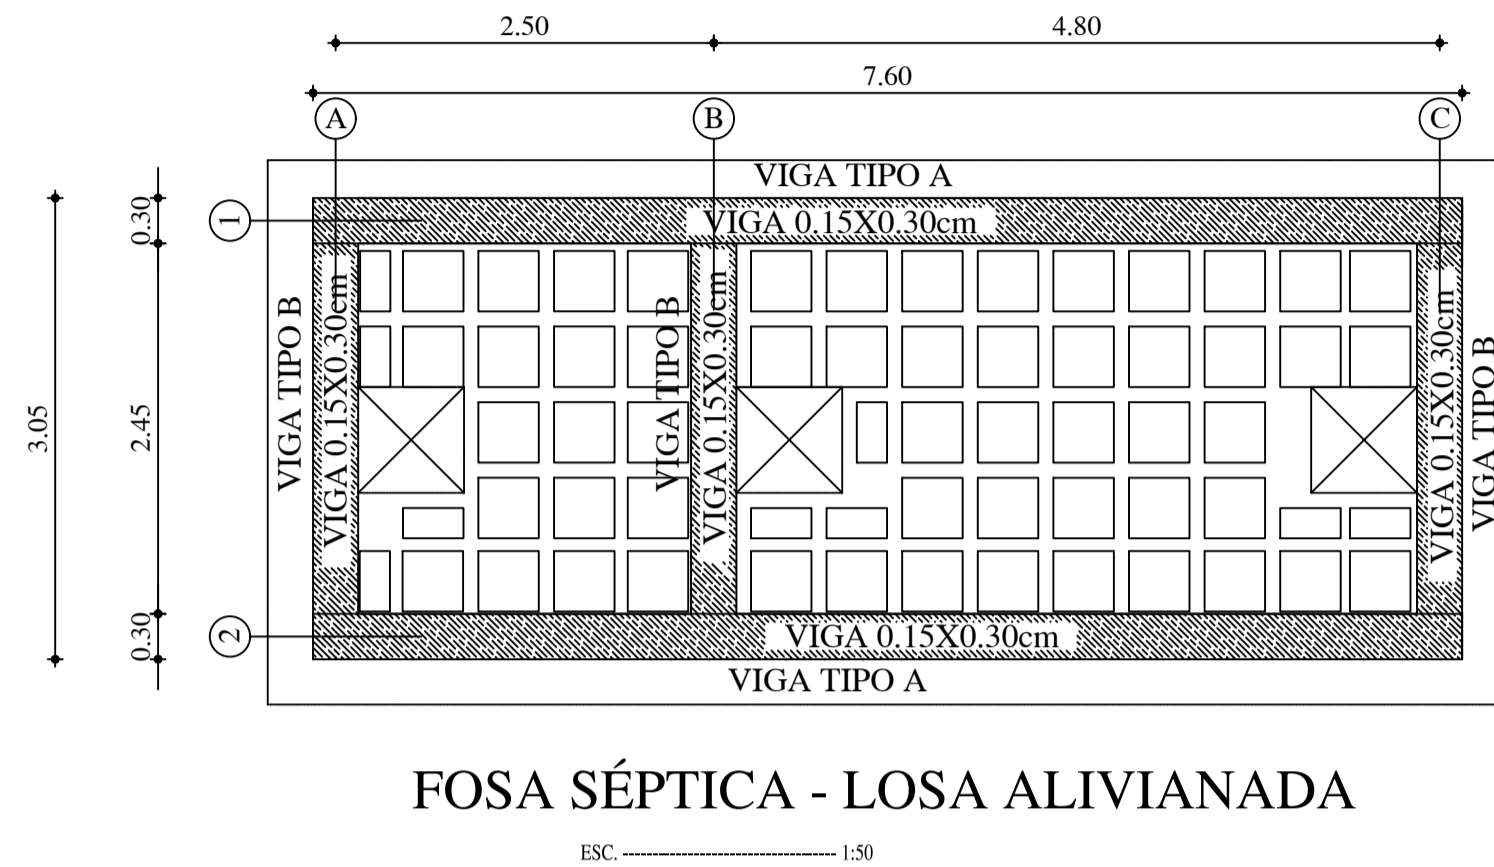 2.50
4.80
7.60
A
B
C
VIGA TIPO A
0.30
1
VIGA 0.15X0.30cm
3.05
2.45
VIGA TIPO B
VIGA 0.15X0.30cm
VIGA TIPO B
VIGA 0.15X0.30cm
VIGA 0.15X0.30cm
VIGA TIPO B
0.30
2
VIGA 0.15X0.30cm
VIGA TIPO A
FOSA SÉPTICA - LOSA ALIVIANADA
ESC. ---------------------------------- 1:50